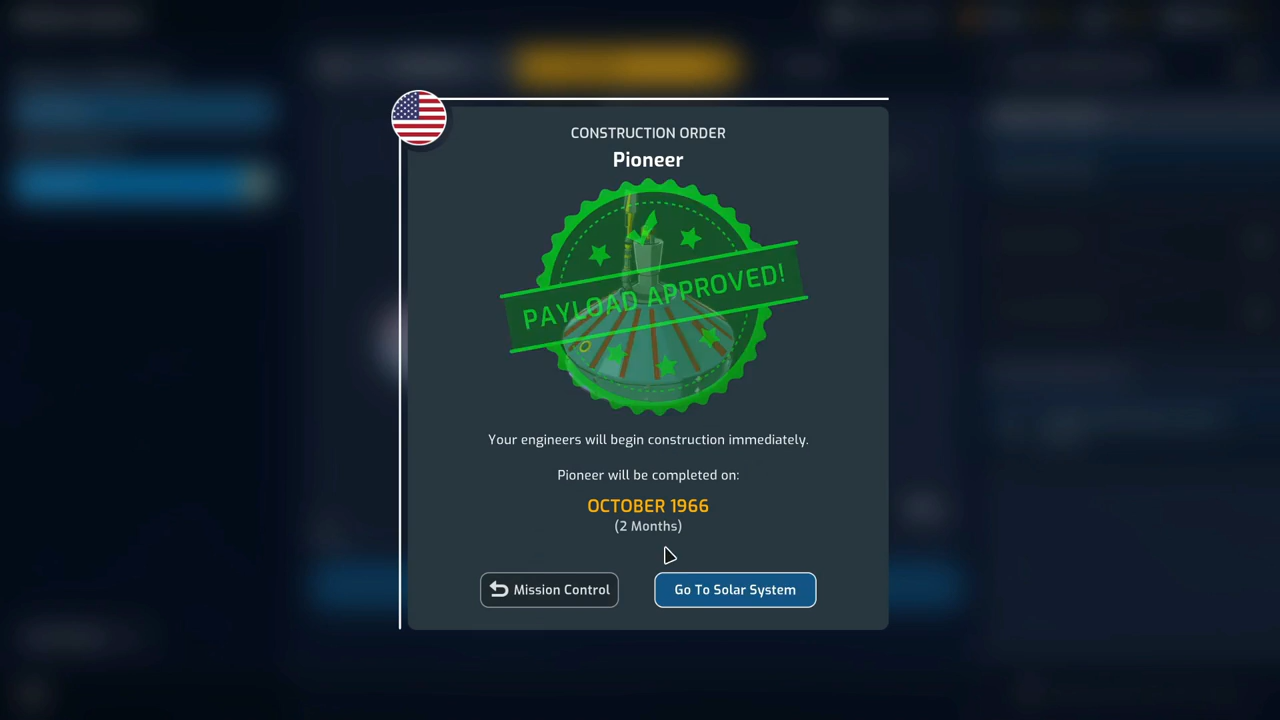 CONSTRUCTION ORDER
Pioneer
PAYLOAD APPROVED!
Your engineers will begin construction immediately.
Pioneer will be completed on:
OCTOBER 1966
(2 Months)
Mission Control
Go To Solar System